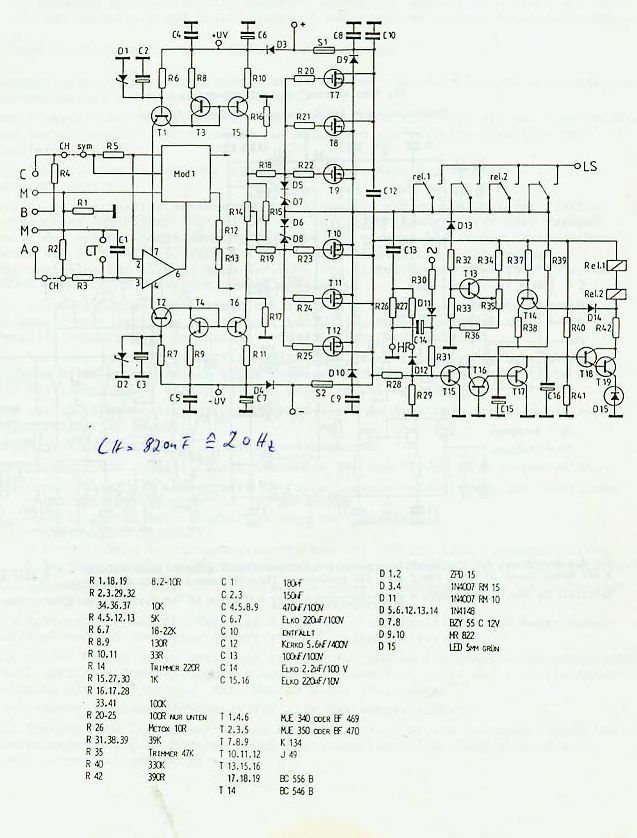 +
D1 C2 C4 +UV C6 D3 S1 C8 C10
D9
R6 R8 R10 R20
T7
T1 T3 T5 R16
R21
T8
CH sym R5
C R4 Mod1 R18 R22
T9
M D5
B R1 D7
R14 R15 C12
M D6
R12 D8
A R2 CT C1 R13 T10
R19 R23
CH R3
2 7 6 3 4
T2 T4 T6 R24 T11
R17
R25 T12
D2 C3 R7 R9 R11 D10
C5 -UV C7 D4 S2 C9
-
rel.1 rel.2 LS
C13 D13
R30 R32 R34 R37 R39 Rel.1
R26 R27 D11 T13 Rel.2
R33 R35 T14 D14
C14 R36 R38 R40 R42
HF R31
D12 T18
R28 T15 T16 T17 T19
R29 C15 C16 R41 D15
CH = 820nF ≙ 20Hz
R 1.18.19 8.2-10R
R 2.3.29.32
34.36.37 10K
R 4.5.12.13 5K
R 6.7 18-22K
R 8.9 130R
R 10.11 33R
R 14 TRIMMER 220R
R 15.27.30 1K
R 16.17.28
33.41 100K
R 20-25 100R NUR UNTEN
R 26 METOX 10R
R 31.38.39 39K
R 35 TRIMMER 47K
R 40 330K
R 42 390R
C 1 180pF
C 2.3 150nF
C 4.5.8.9 470nF/100V
C 6.7 ELKO 220uF/100V
C 10 ENTFÄLLT
C 12 KERKO 5.6nF/400V
C 13 100nF/100V
C 14 ELKO 2.2uF/100 V
C 15.16 ELKO 220uF/10V
T 1.4.6 MJE 340 ODER BF 469
T 2.3.5 MJE 350 ODER BF 470
T 7.8.9 K 134
T 10.11.12 J 49
T 13.15.16
17.18.19 BC 556 B
T 14 BC 546 B
D 1.2 ZPD 15
D 3.4 1N4007 RM 15
D 11 1N4007 RM 10
D 5.6.12.13.14 1N4148
D 7.8 BZY 55 C 12V
D 9.10 MR 822
D 15 LED 5MM GRÜN